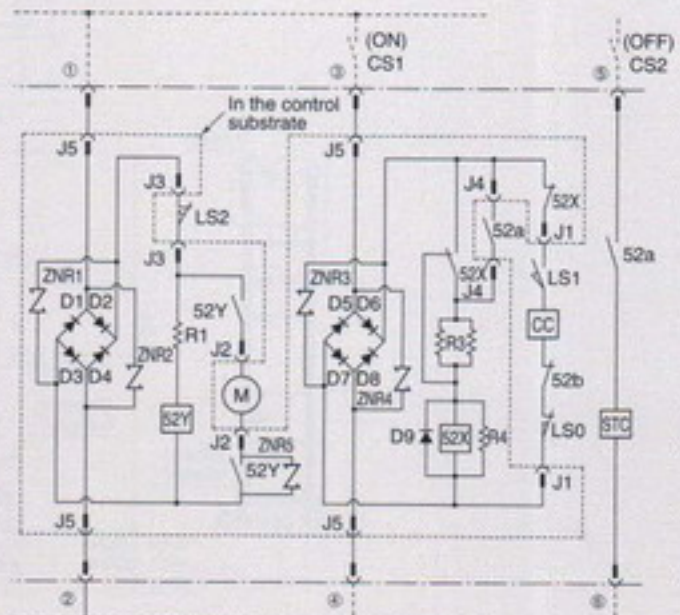 (ON)
CS1
(OFF)
CS2
①
③
⑤
In the control
substrate
J5
J5
J3
J4
52X
LS2
52a
J1
52a
J3
ZNR1
ZNR3
52X
J4
LS1
D1 D2
52Y
D5 D6
R1
R3
CC
ZNR2
J2
D3 D4
D7 D8
52b
M
ZNR4
52Y
D9
52X
R4
LS0
STC
J2
ZNR5
52Y
J1
J5
J5
②
④
⑥